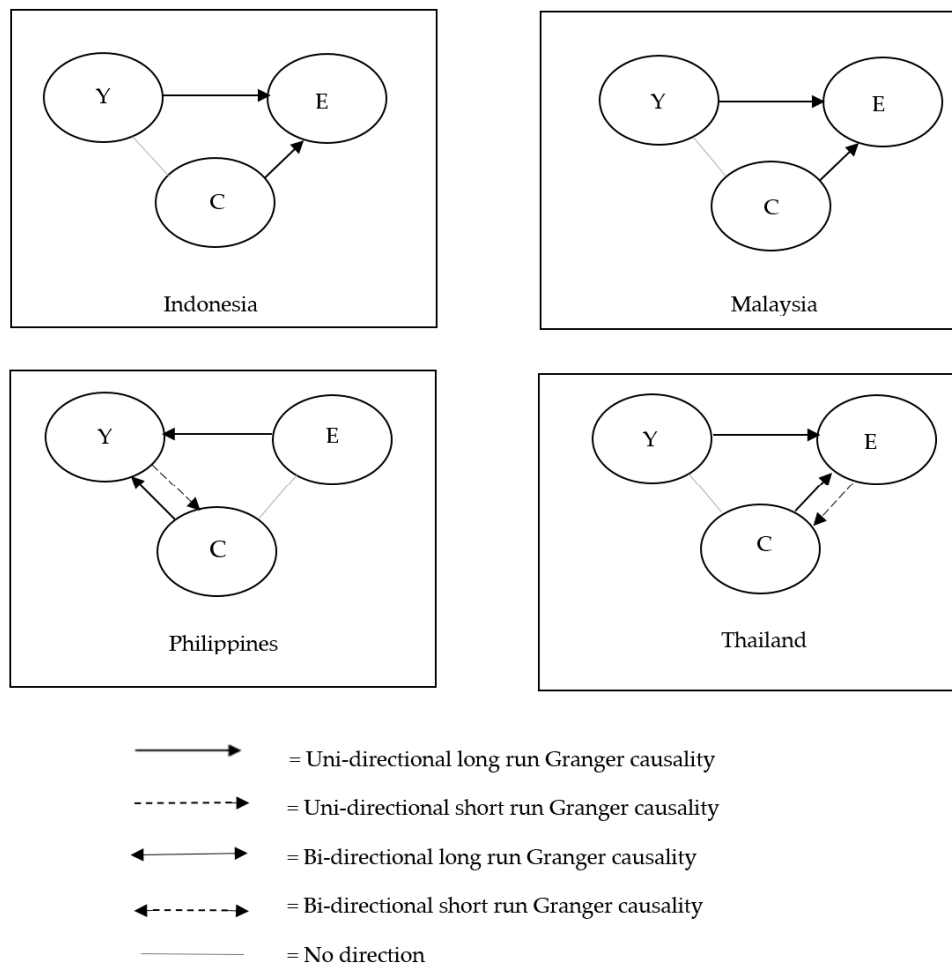 Y
E
C
Indonesia
Y
E
C
Malaysia
Y
E
C
Philippines
Y
E
C
Thailand
= Uni-directional long run Granger causality
= Uni-directional short run Granger causality
= Bi-directional long run Granger causality
= Bi-directional short run Granger causality
= No direction